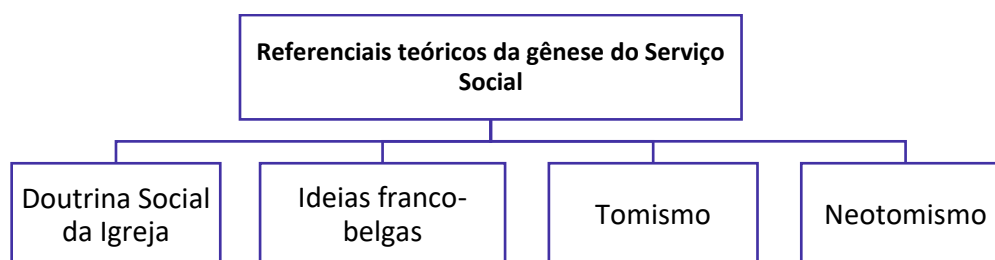 Referenciais teóricos da gênese do Serviço
Social
Doutrina Social
da Igreja
Ideias franco-
belgas
Tomismo
Neotomismo